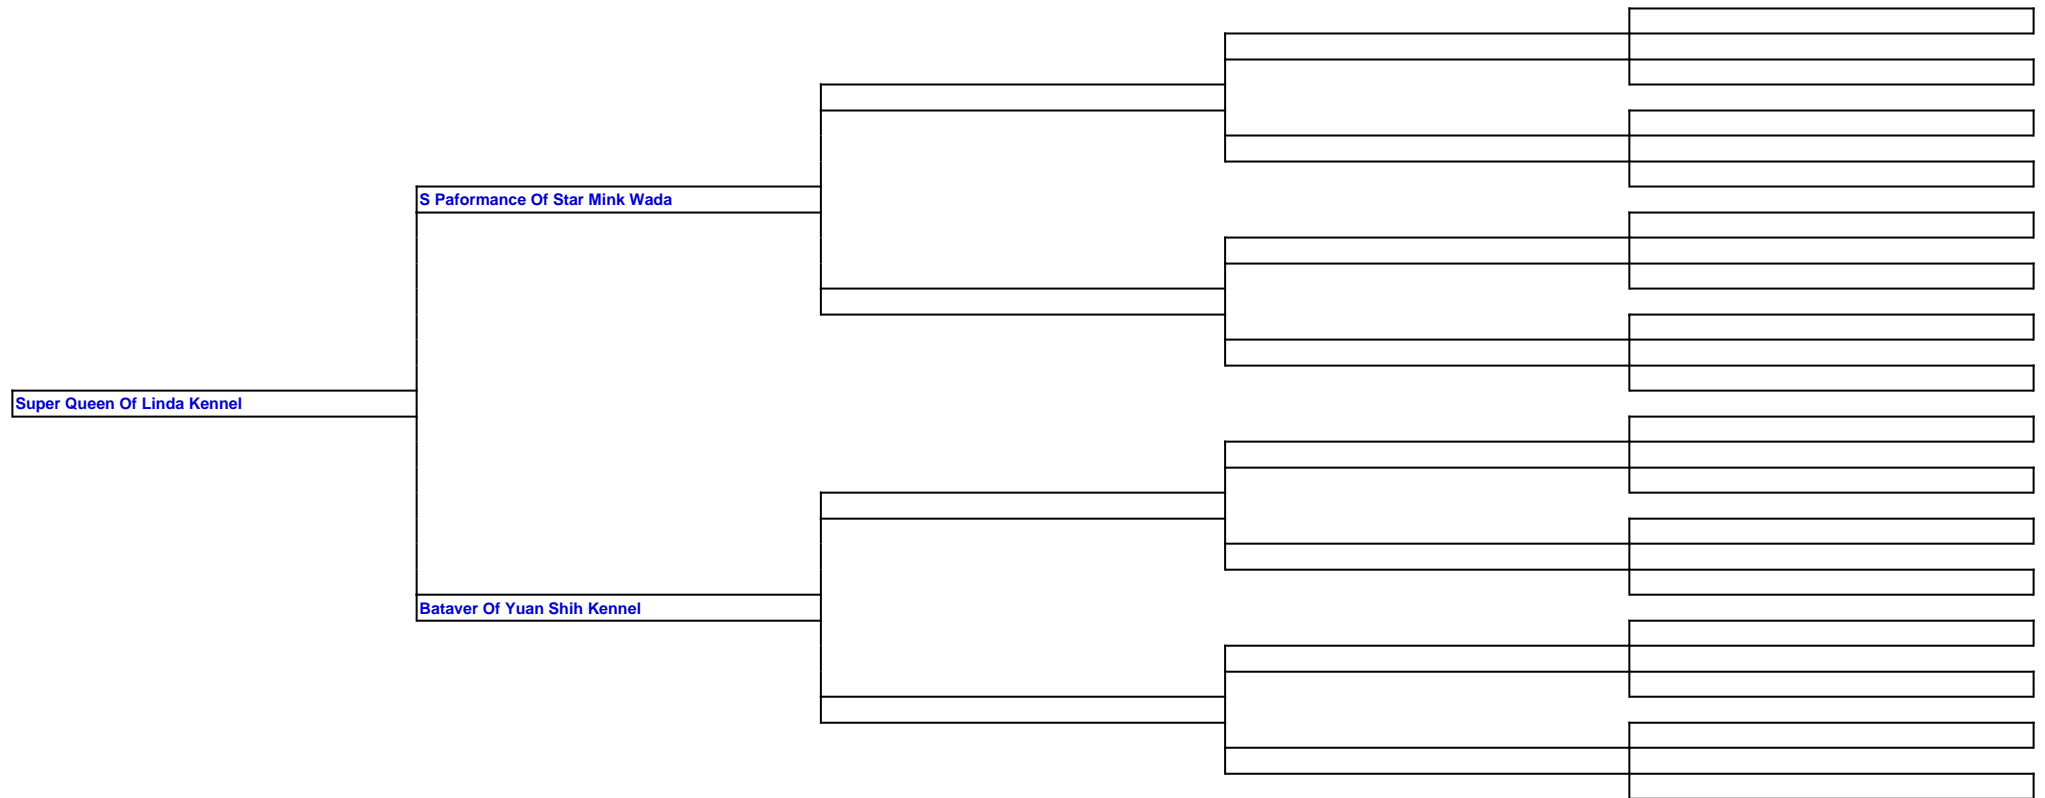 S Paformance Of Star Mink Wada
Super Queen Of Linda Kennel
Bataver Of Yuan Shih Kennel